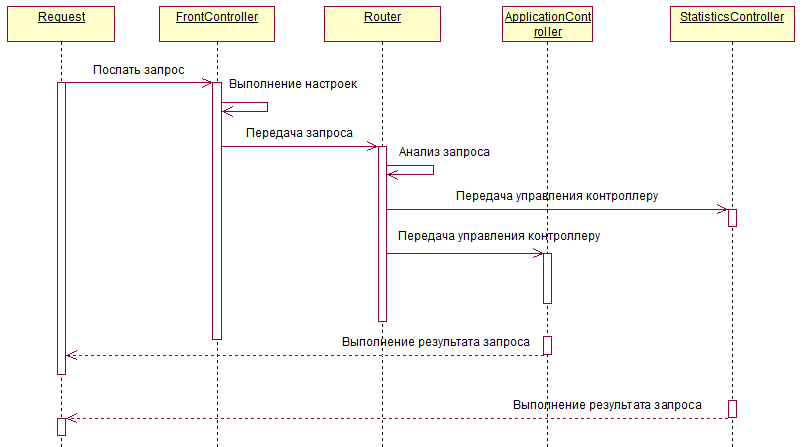 Request
FrontController
Router
ApplicationCont
roller
StatisticsController
Послать запрос
Выполнение настроек
Передача запроса
Анализ запроса
Передача управления контроллеру
Передача управления контроллеру
Выполнение результата запроса
Выполнение результата запроса